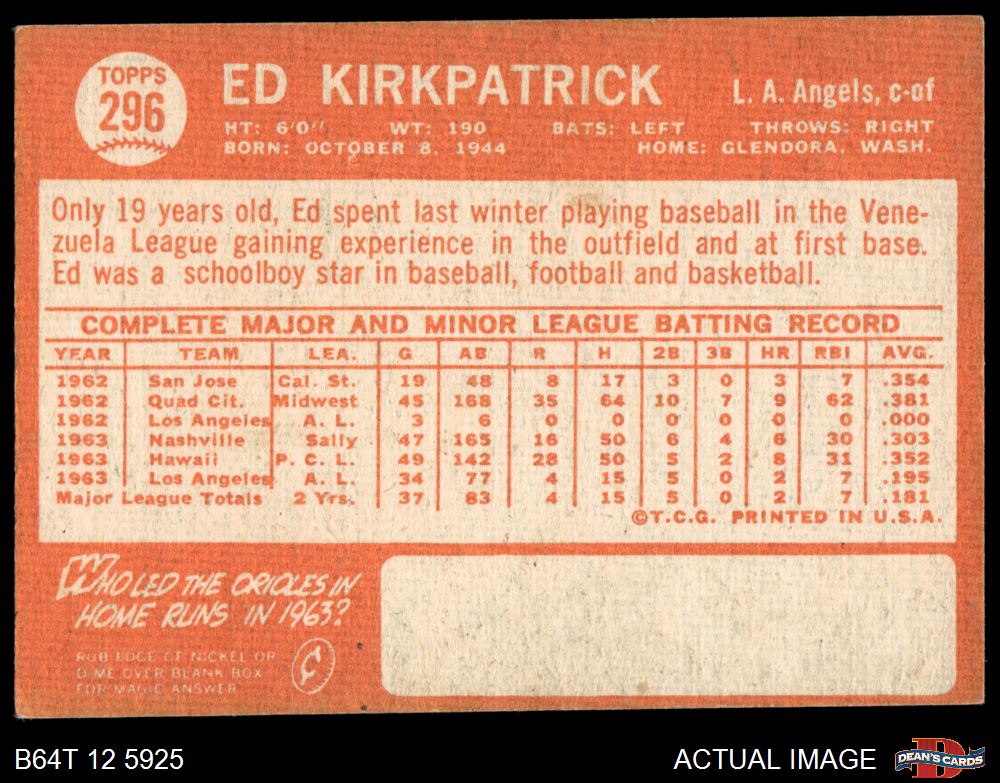 TOPPS
296
ED KIRKPATRICK
L. A. Angels, c-of
HT: 6'0" WT: 190 BATS: LEFT THROWS: RIGHT
BORN: OCTOBER 8, 1944 HOME: GLENDORA, WASH.
Only 19 years old, Ed spent last winter playing baseball in the Vene-
zuela League gaining experience in the outfield and at first base.
Ed was a schoolboy star in baseball, football and basketball.
COMPLETE MAJOR AND MINOR LEAGUE BATTING RECORD
YEAR TEAM LEA. G AB R H 2B 3B HR RBI AVG.
1962 San Jose Cal. St. 19 48 8 17 3 0 3 7 .354
1962 Quad Cit. Midwest 45 168 35 64 10 7 9 62 .381
1962 Los Angeles A. L. 3 6 0 0 0 0 0 0 .000
1963 Nashville Sally 47 165 16 50 6 4 6 30 .303
1963 Hawaii P. C. L. 49 142 28 50 5 2 8 31 .352
1963 Los Angeles A. L. 34 77 4 15 5 0 2 7 .195
Major League Totals 2 Yrs. 37 83 4 15 5 0 2 7 .181
©T.C.G. PRINTED IN U.S.A.
WHO LED THE ORIOLES IN
HOME RUNS IN 1963?
RUB EDGE OF NICKEL OR
DIME OVER BLANK BOX
FOR MAGIC ANSWER
B64T 12 5925
ACTUAL IMAGE
DEAN'S CARDS